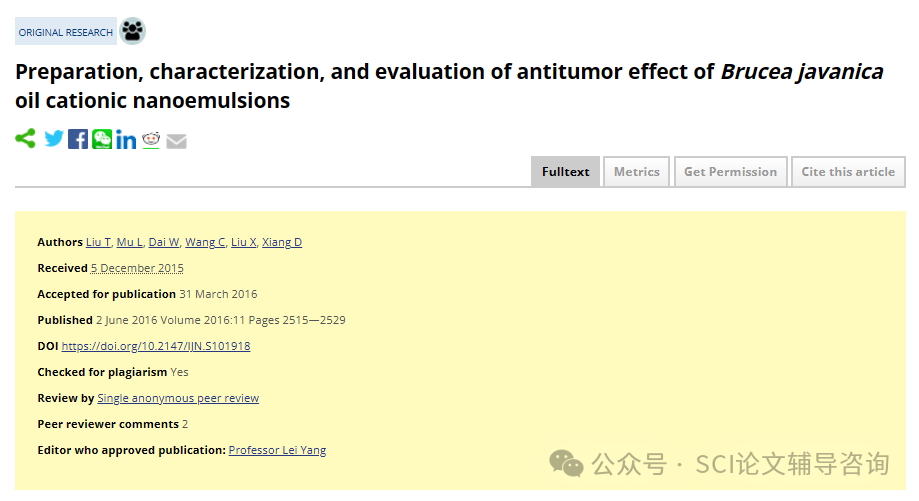 ORIGINAL RESEARCH
Preparation, characterization, and evaluation of antitumor effect of Brucea javanica
oil cationic nanoemulsions
in
Fulltext Metrics Get Permission Cite this article
Authors Liu T, Mu L, Dai W, Wang C, Liu X, Xiang D
Received 5 December 2015
Accepted for publication 31 March 2016
Published 2 June 2016 Volume 2016:11 Pages 2515—2529
DOI https://doi.org/10.2147/IJN.S101918
Checked for plagiarism Yes
Review by Single anonymous peer review
Peer reviewer comments 2
Editor who approved publication: Professor Lei Yang
公众号 · SCI论文辅导咨询